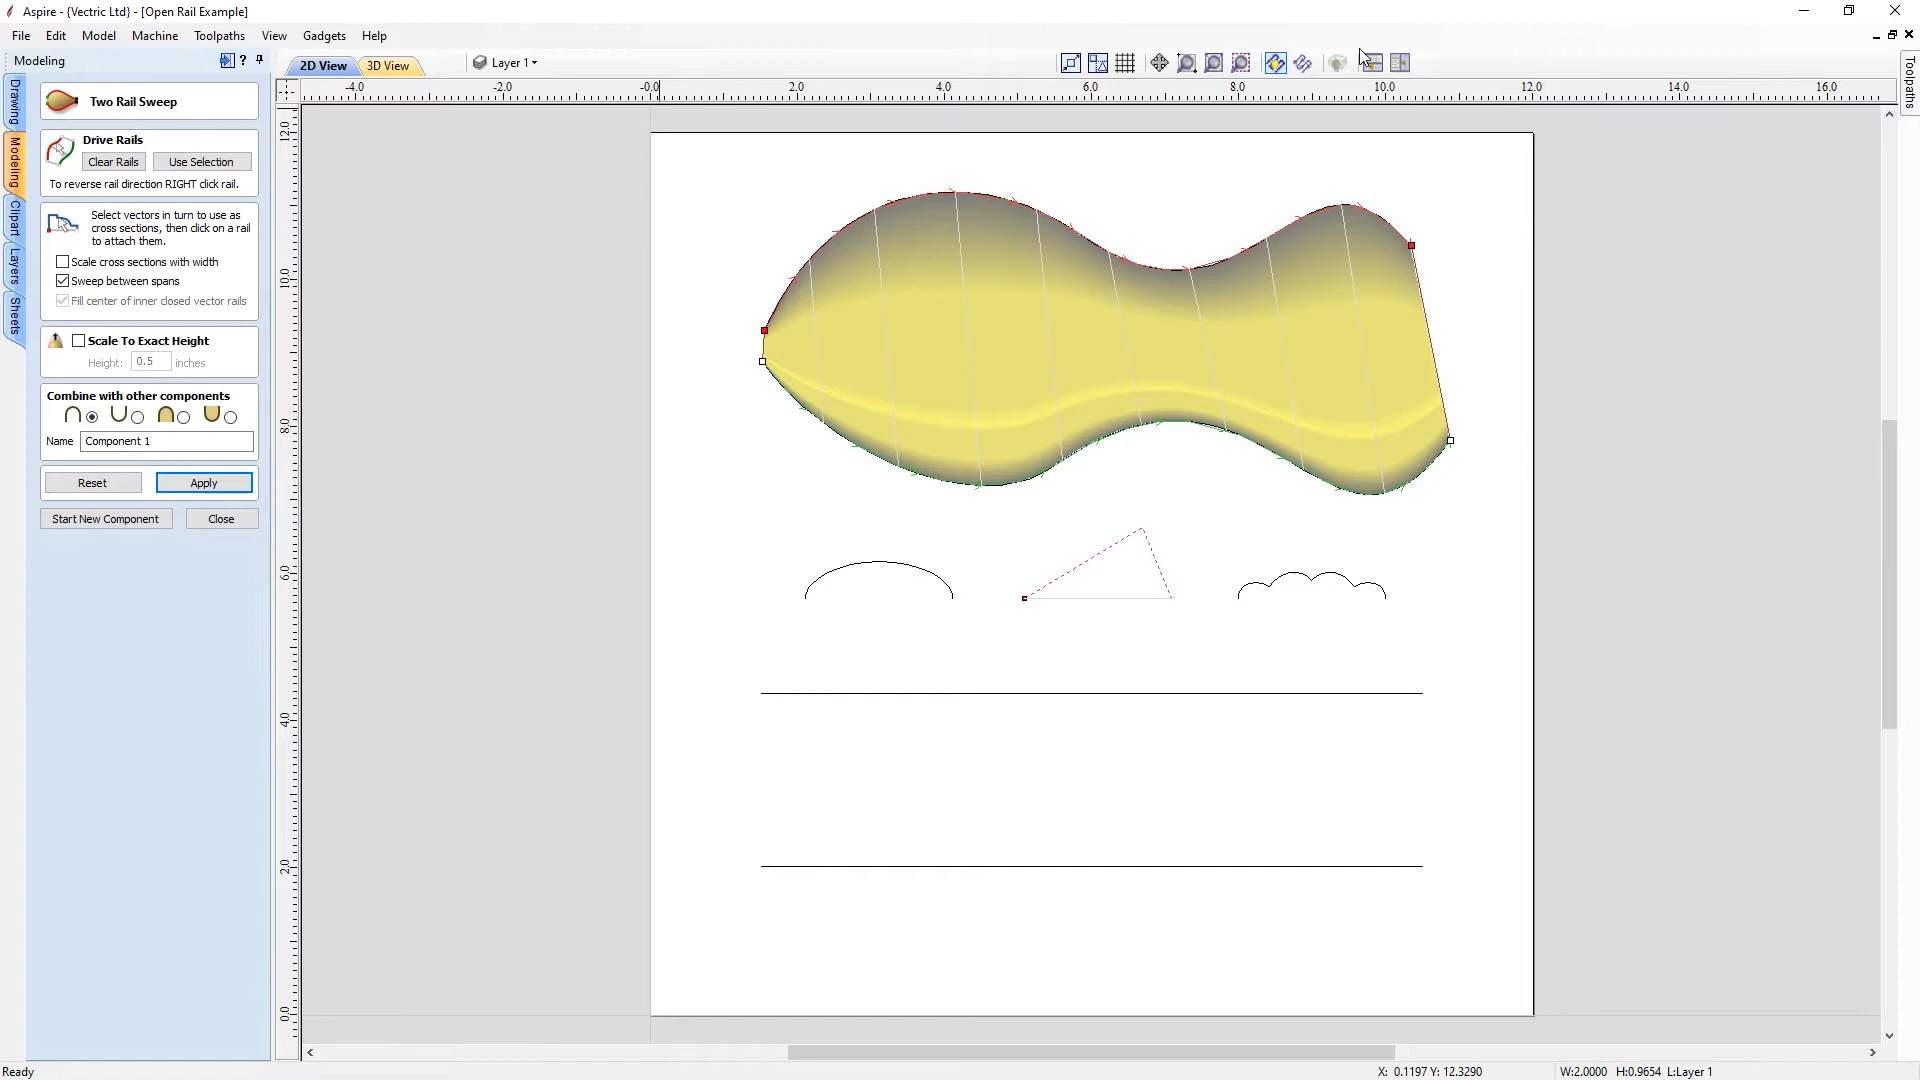 Aspire - {Vectric Ltd} - [Open Rail Example]
File Edit Model Machine Toolpaths View Gadgets Help
Modeling ?
2D View 3D View Layer 1
Toolpaths
Drawing
Modeling
Clipart
Layers
Sheets
Two Rail Sweep
Drive Rails
Clear Rails Use Selection
To reverse rail direction RIGHT click rail.
Select vectors in turn to use as
cross sections, then click on a rail
to attach them.
Scale cross sections with width
Sweep between spans
Fill center of inner closed vector rails
Scale To Exact Height
Height: 0.5 inches
Combine with other components
Name Component 1
Reset Apply
Start New Component Close
-4.0 -2.0 -0.0 2.0 4.0 6.0 8.0 10.0 12.0 14.0 16.0
12.0
10.0
8.0
6.0
4.0
2.0
0.0
Ready X: 0.1197 Y: 12.3290 W:2.0000 H:0.9654 L:Layer 1